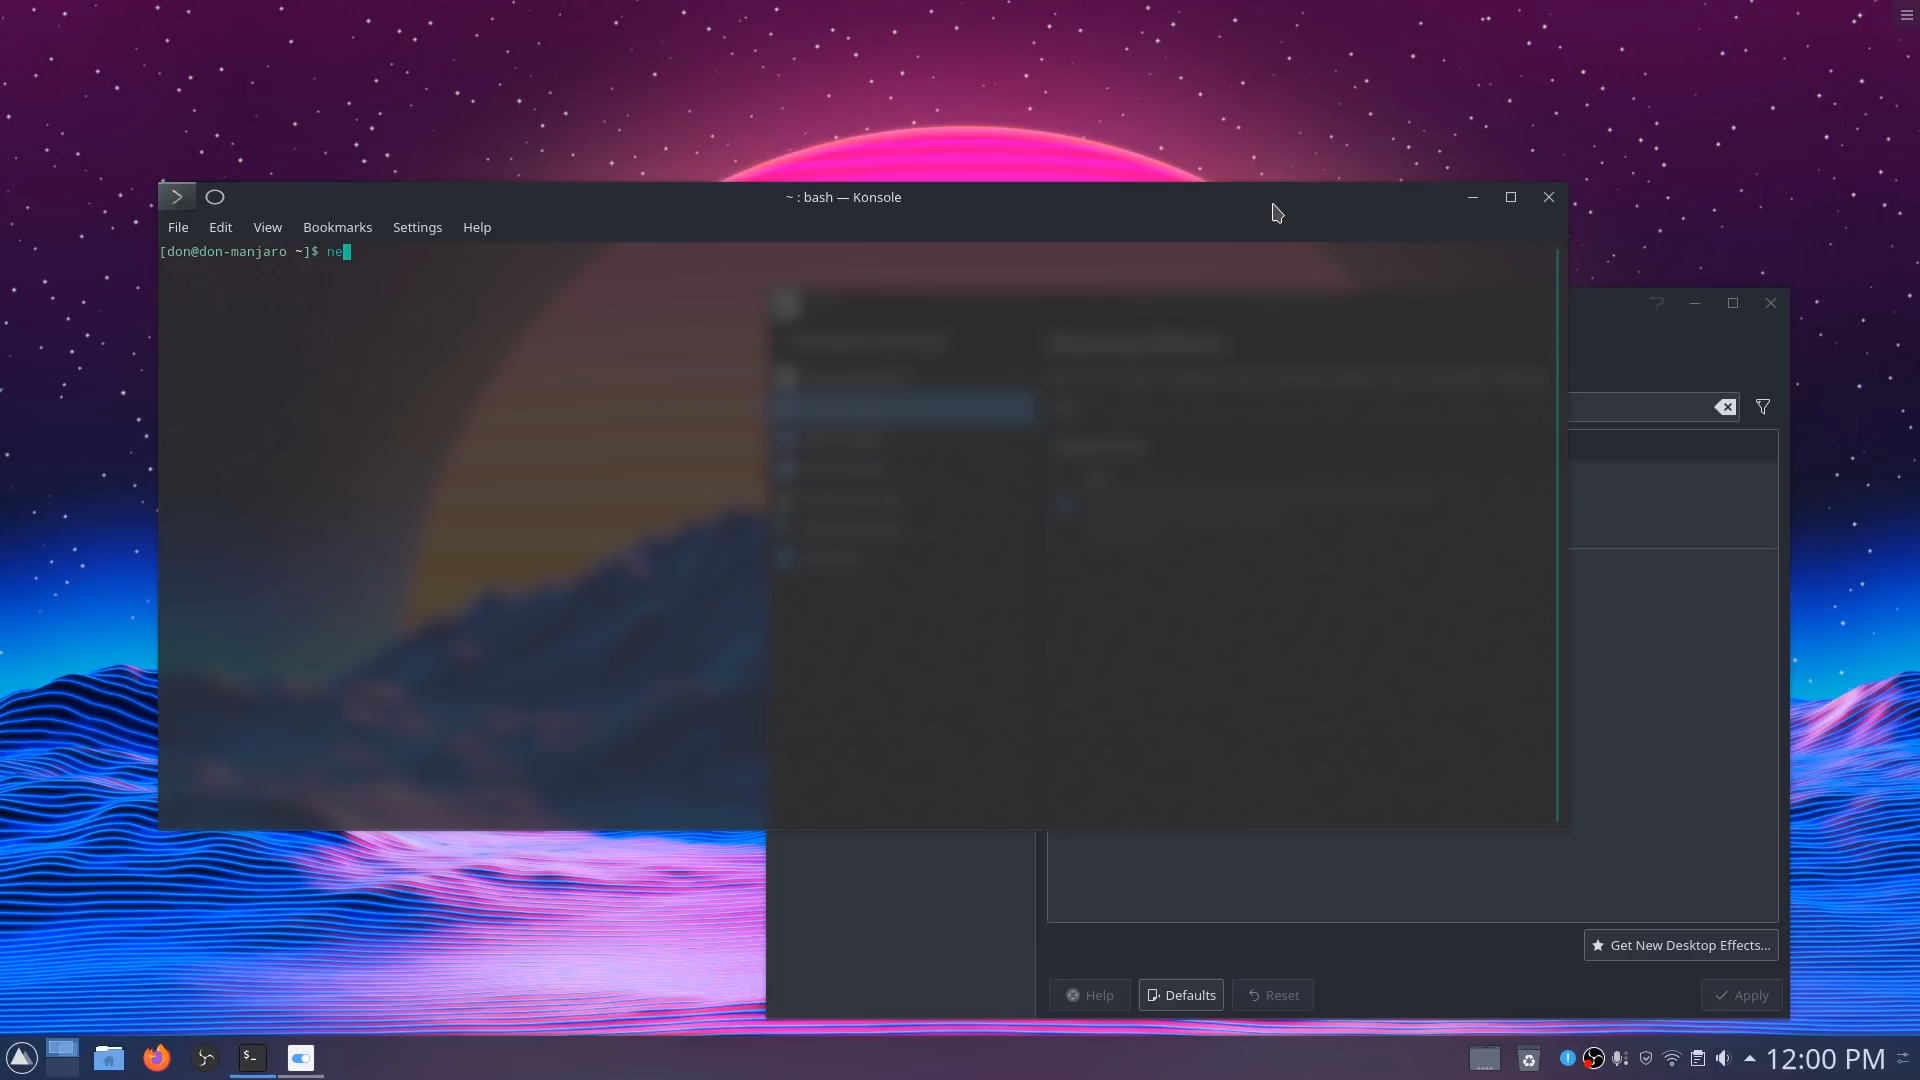 ~ : bash — Konsole
File Edit View Bookmarks Settings Help
[don@don-manjaro ~]$ ne
Get New Desktop Effects...
Help Defaults Reset Apply
12:00 PM